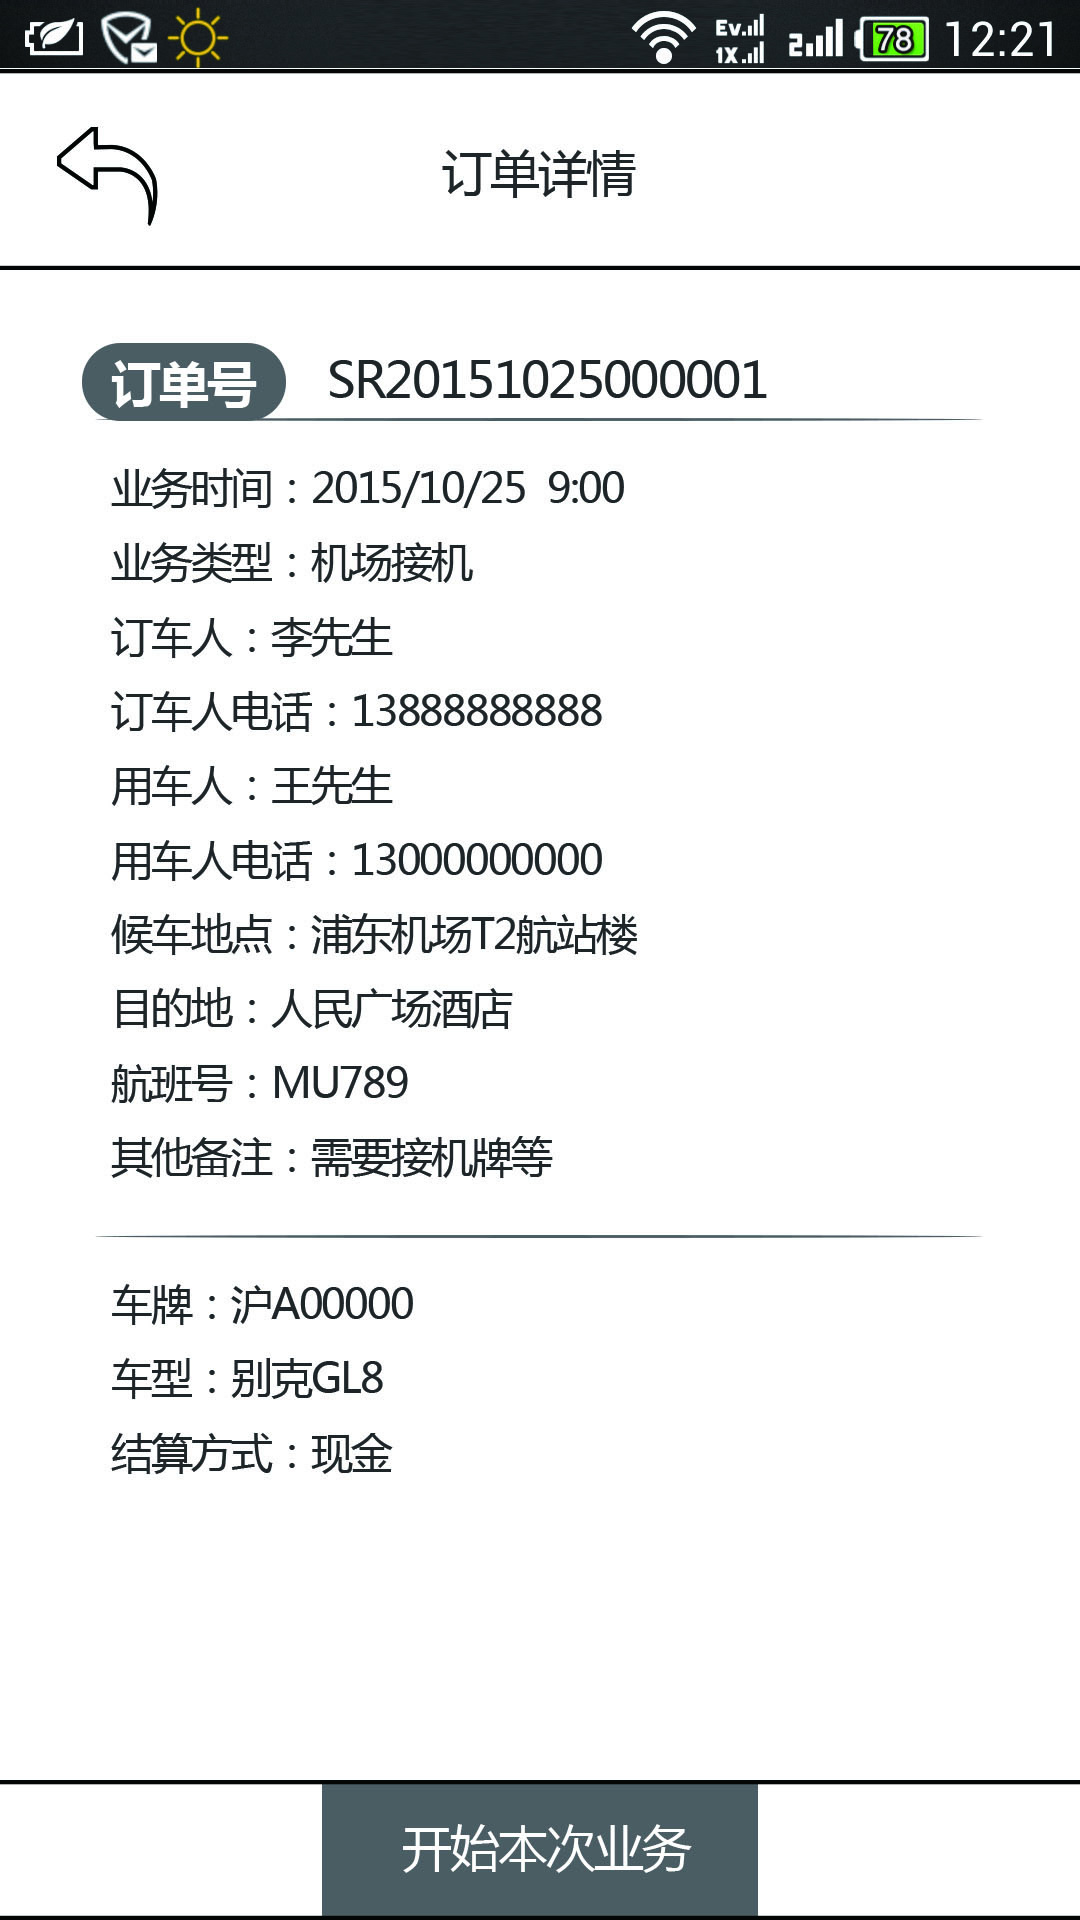 Ev
1X
2
78
12:21
订单详情
订单号 SR20151025000001
业务时间：2015/10/25 9:00
业务类型：机场接机
订车人：李先生
订车人电话：13888888888
用车人：王先生
用车人电话：13000000000
候车地点：浦东机场T2航站楼
目的地：人民广场酒店
航班号：MU789
其他备注：需要接机牌等
车牌：沪A00000
车型：别克GL8
结算方式：现金
开始本次业务